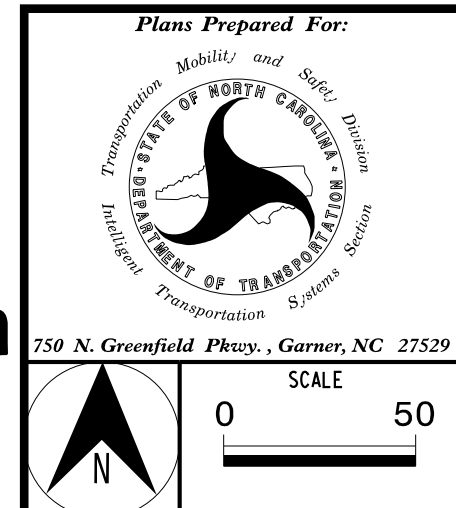 Plans Prepared For:
Transportation Mobility and Safety Division
STATE OF NORTH CAROLINA
DEPARTMENT OF TRANSPORTATION
Intelligent Transportation Systems Section
750 N. Greenfield Pkwy. , Garner, NC 27529
N
SCALE
0 50